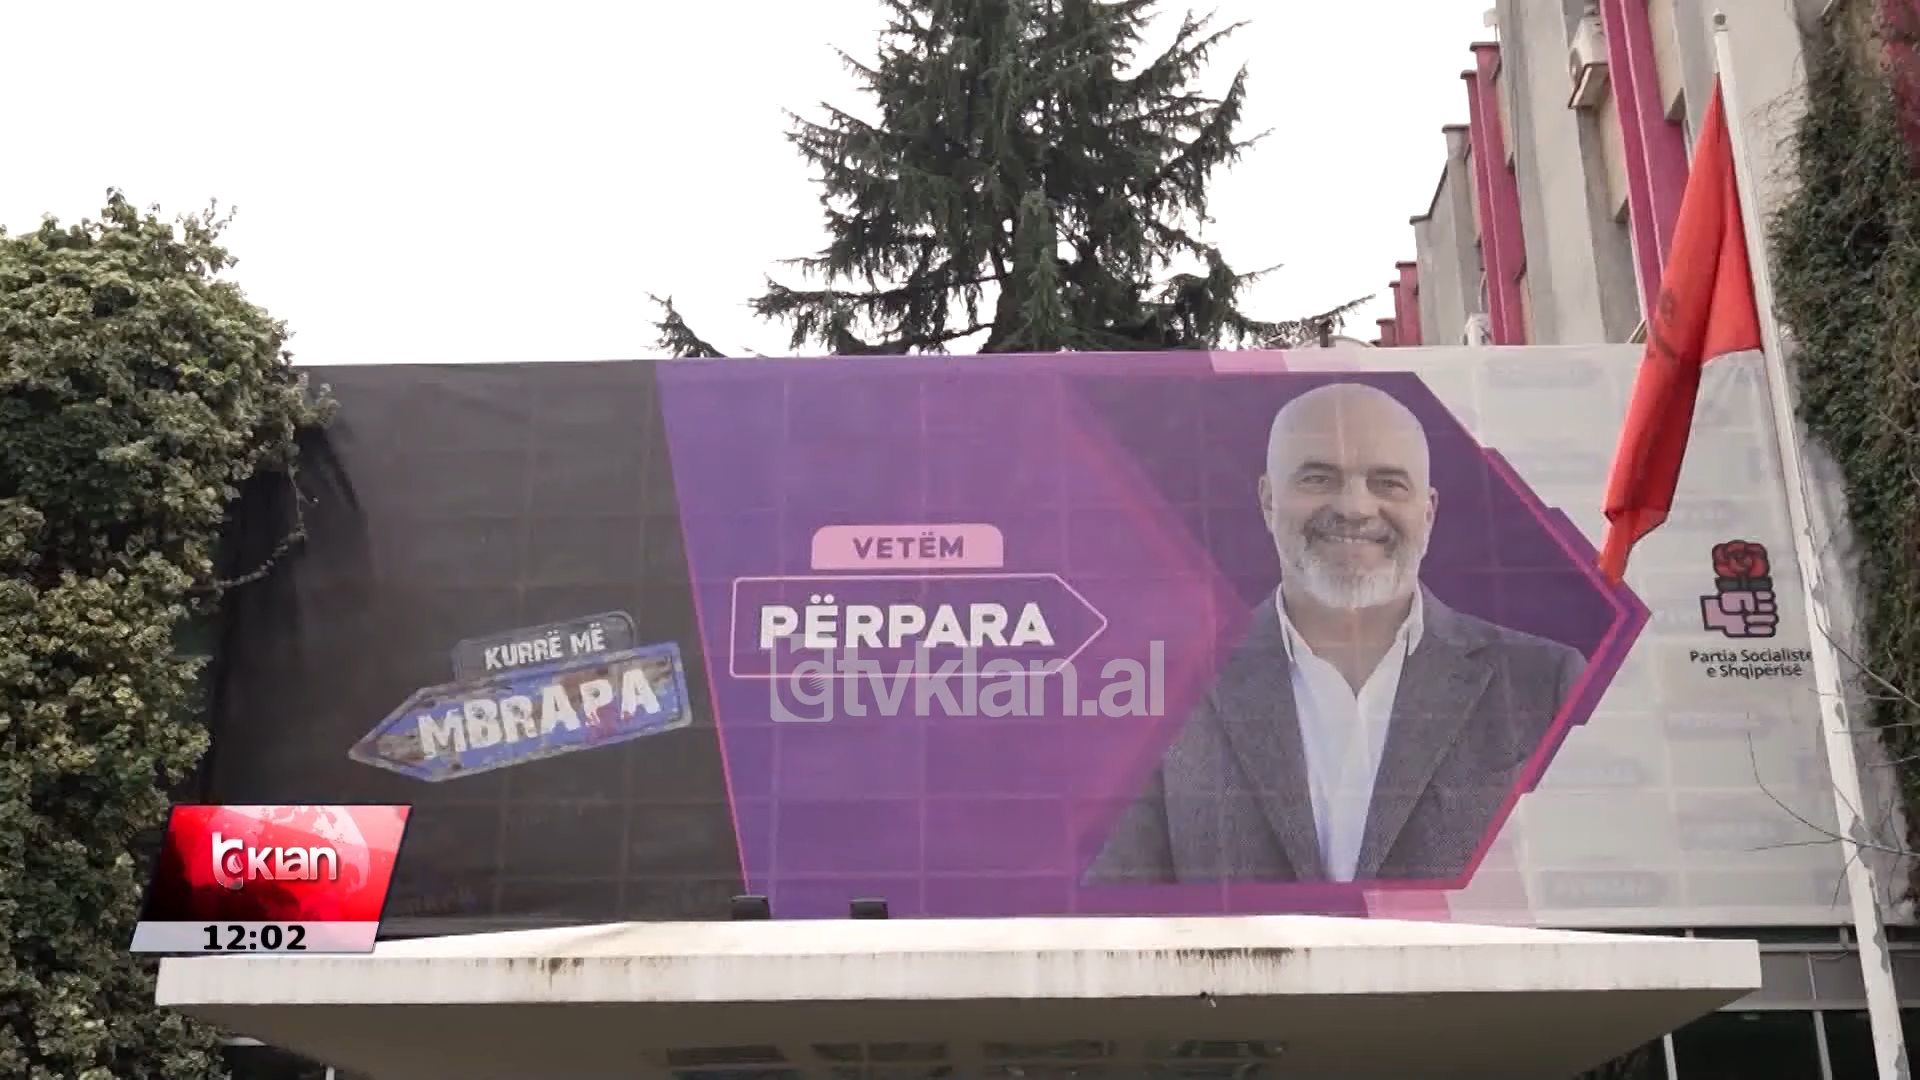 VETËM
PËRPARA
KURRË MË
MBRAPA
tvklan.al
Partia Socialiste
e Shqipërisë
KLAN
12:02